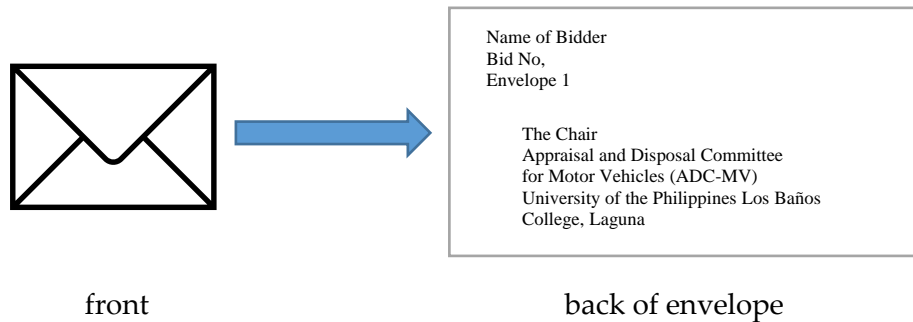 Name of Bidder
Bid No,
Envelope 1
The Chair
Appraisal and Disposal Committee
for Motor Vehicles (ADC-MV)
University of the Philippines Los Baños
College, Laguna
front
back of envelope